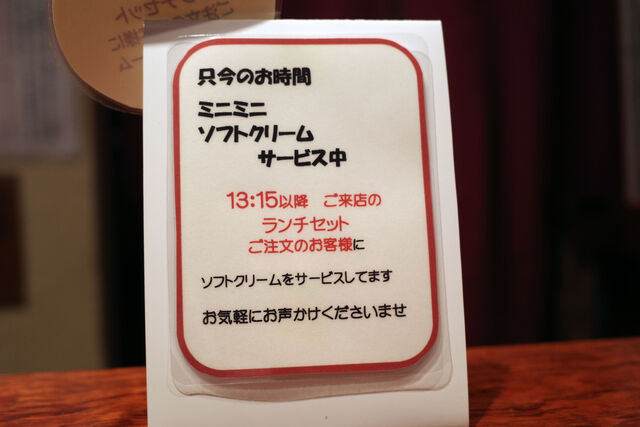 只今のお時間
ミニミニ
ソフトクリーム
サービス中
13:15以降 ご来店の
ランチセット
ご注文のお客様に
ソフトクリームをサービスしてます
お気軽にお声かけくださいませ